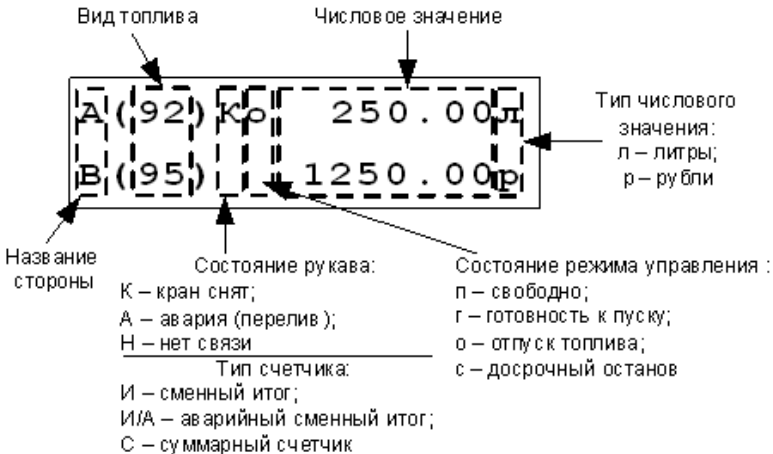 Вид топлива
Числовое значение
А(92)Ко 250.00л
В(95) 1250.00р
Тип числового
значения:
л – литры;
р – рубли
Название
стороны
Состояние рукава:
К – кран снят;
А – авария (перелив);
Н – нет связи
Тип счетчика:
И – сменный итог;
И/А – аварийный сменный итог;
С – суммарный счетчик
Состояние режима управления :
п – свободно;
г – готовность к пуску;
о – отпуск топлива;
с – досрочный останов